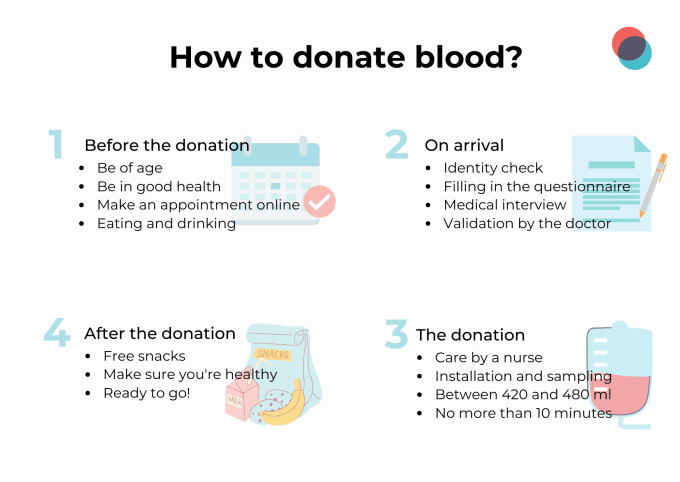 How to donate blood?
1
Before the donation
• Be of age
• Be in good health
• Make an appointment online
• Eating and drinking
2
On arrival
• Identity check
• Filling in the questionnaire
• Medical interview
• Validation by the doctor
3
The donation
• Care by a nurse
• Installation and sampling
• Between 420 and 480 ml
• No more than 10 minutes
4
After the donation
• Free snacks
• Make sure you're healthy
• Ready to go!
SNACKS
MILK